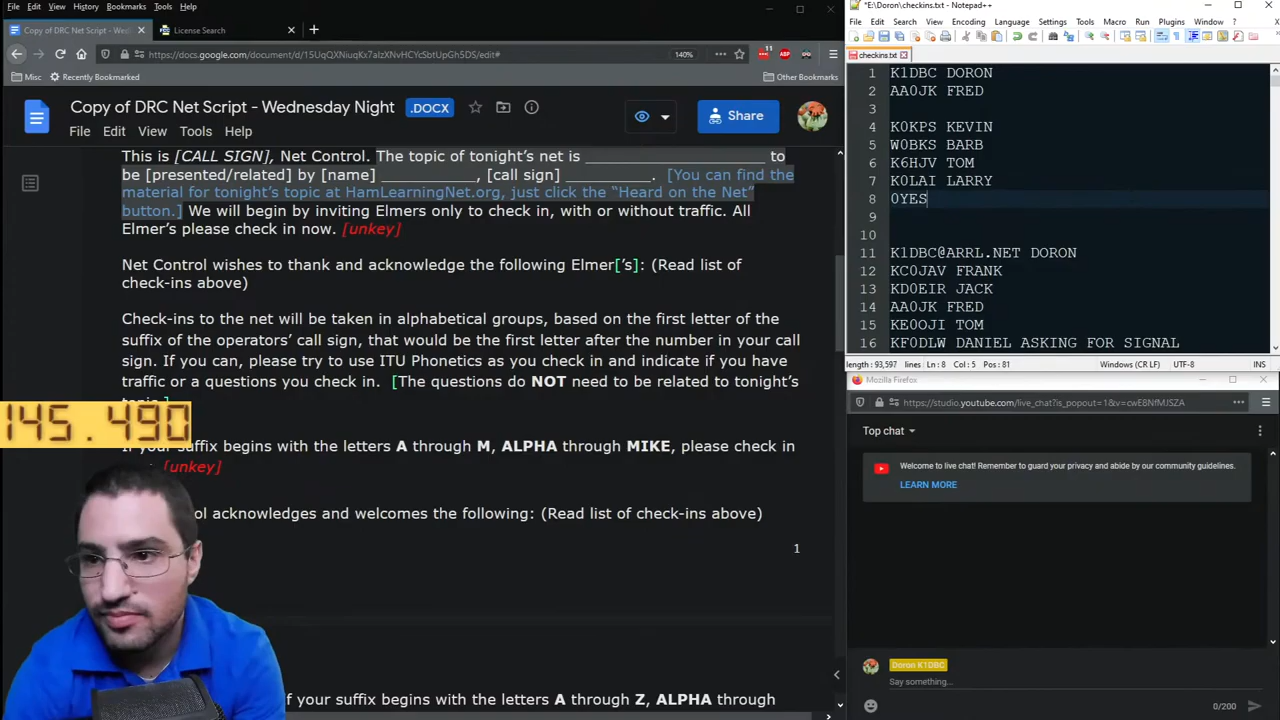 File Edit View History Bookmarks Tools Help
Copy of DRC Net Script - Wedn
License Search
https://docs.google.com/document/d/15UqQXNiuqKx7aizXNvHCYSbtUpGdUEtN/edit#
140%
Misc
Recently Bookmarked
Other Bookmarks
Copy of DRC Net Script - Wednesday Night .DOCX
Share
File Edit View Tools Help
This is [CALL SIGN], Net Control. The topic of tonight's net is ____________________ to
be [presented/related] by [name] ___________, [call sign] __________. [You can find the
material for tonight's topic at HamLearningNet.org, just click the "Heard on the Net"
button.] We will begin by inviting Elmers only to check in, with or without traffic. All
Elmer's please check in now. [unkey]
Net Control wishes to thank and acknowledge the following Elmer['s]: (Read list of
check-ins above)
Check-ins to the net will be taken in alphabetical groups, based on the first letter of the
suffix of the operators' call sign, that would be the first letter after the number in your call
sign. If you can, please try to use ITU Phonetics as you check in and indicate if you have
traffic or a questions you check in. [The questions do NOT need to be related to tonight's
145.490
suffix begins with the letters A through M, ALPHA through MIKE, please check in
[unkey]
acknowledges and welcomes the following: (Read list of check-ins above)
1
if your suffix begins with the letters A through Z, ALPHA through
*E:\Doron\checkins.txt - Notepad++
File Edit Search View Encoding Language Settings Tools Macro Run Plugins Window ?
checkins.txt
1 K1DBC DORON
2 AA0JK FRED
3
4 K0KPS KEVIN
5 W0BKS BARB
6 K6HJV TOM
7 K0LAI LARRY
8 0YES
9
10
11 K1DBC@ARRL.NET DORON
12 KC0JAV FRANK
13 KD0EIR JACK
14 AA0JK FRED
15 KE0OJI TOM
16 KF0DLW DANIEL ASKING FOR SIGNAL
length : 93,597 lines Ln : 8 Col : 5 Pos : 81 Windows (CR LF) UTF-8 INS
Mozilla Firefox
https://studio.youtube.com/live_chat?is_popout=1&v=cwE8NfMJSZA
Top chat
Welcome to live chat! Remember to guard your privacy and abide by our community guidelines.
LEARN MORE
Doron K1DBC
Say something...
0/200